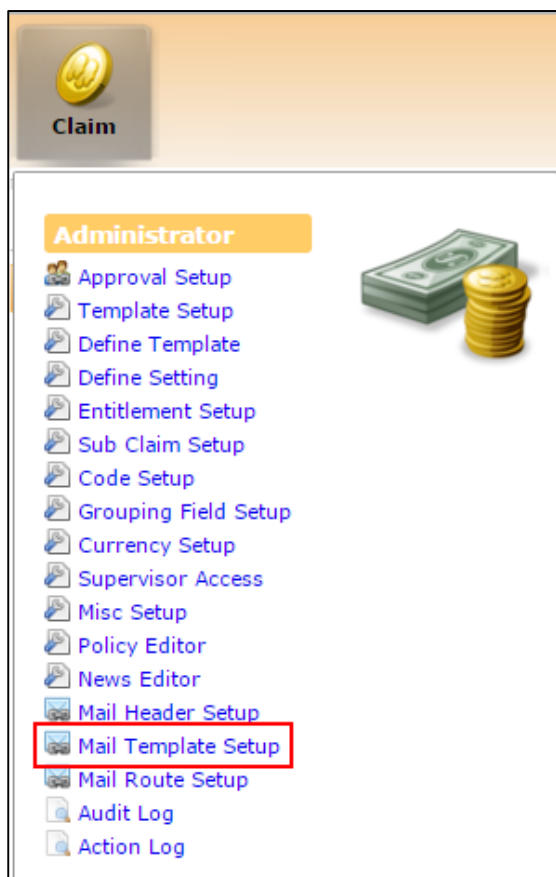 Claim
Administrator
Approval Setup
Template Setup
Define Template
Define Setting
Entitlement Setup
Sub Claim Setup
Code Setup
Grouping Field Setup
Currency Setup
Supervisor Access
Misc Setup
Policy Editor
News Editor
Mail Header Setup
Mail Template Setup
Mail Route Setup
Audit Log
Action Log